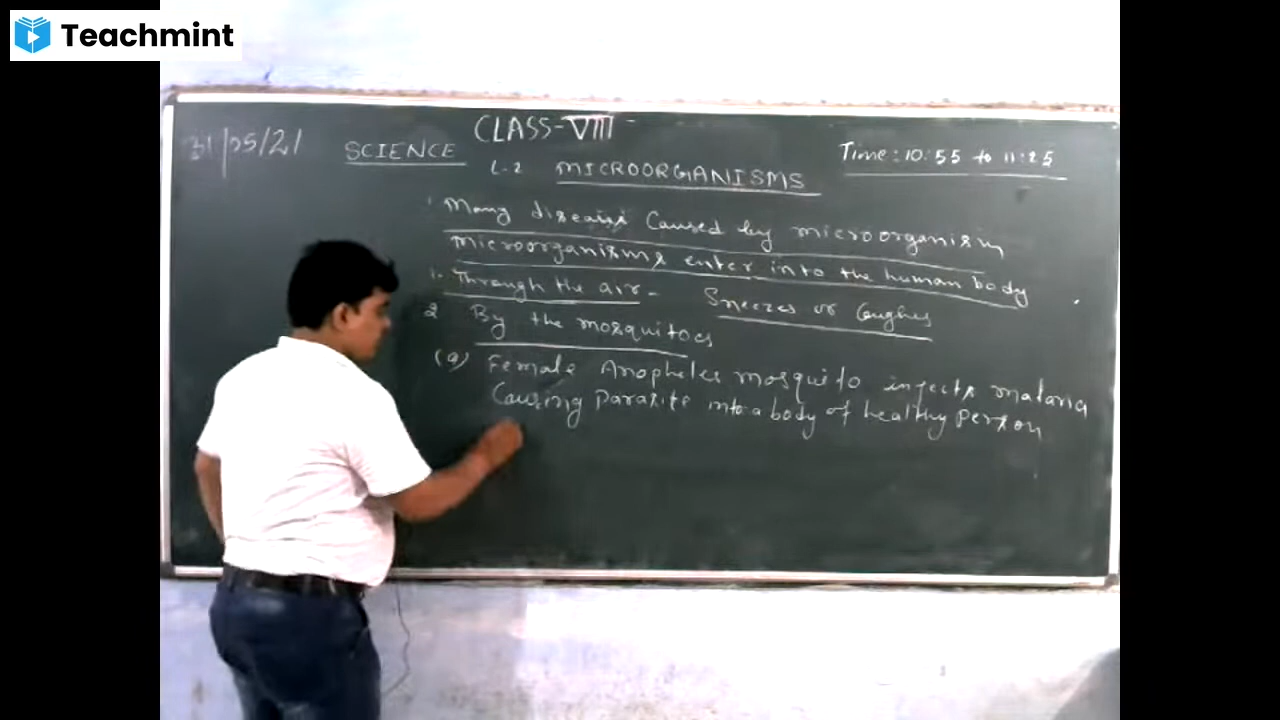 Teachmint
CLASS-VIII
31/05/21 SCIENCE Time: 10:55 to 11:25
L-2 MICROORGANISMS
Many diseases Caused by microorganism
microorganisms enter into the human body
1. Through the air - Sneezes or Coughs
2 By the mosquitoes
(a) Female Anopheles mosquito injects malaria
Causing parasite into a body of healthy person